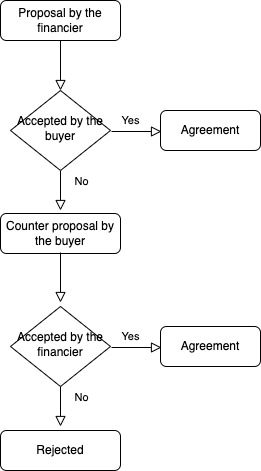 Proposal by the
financier
Accepted by the
buyer
Yes
Agreement
No
Counter proposal by
the buyer
Accepted by the
financier
Yes
Agreement
No
Rejected